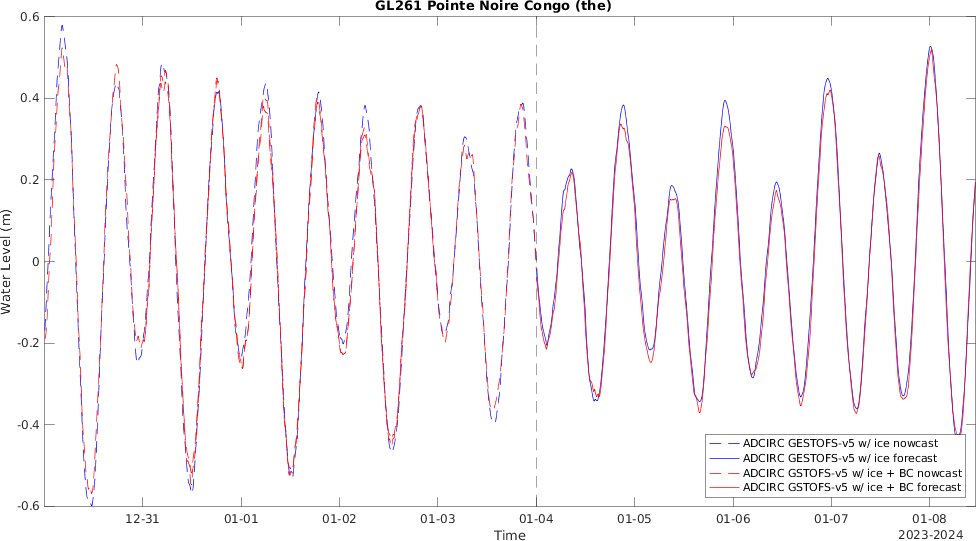 GL261 Pointe Noire Congo (the)
0.6
0.4
0.2
0
-0.2
-0.4
-0.6
Water Level (m)
12-31
01-01
01-02
01-03
01-04
01-05
01-06
01-07
01-08
Time
2023-2024
ADCIRC GESTOFS-v5 w/ ice nowcast
ADCIRC GESTOFS-v5 w/ ice forecast
ADCIRC GSTOFS-v5 w/ ice + BC nowcast
ADCIRC GSTOFS-v5 w/ ice + BC forecast